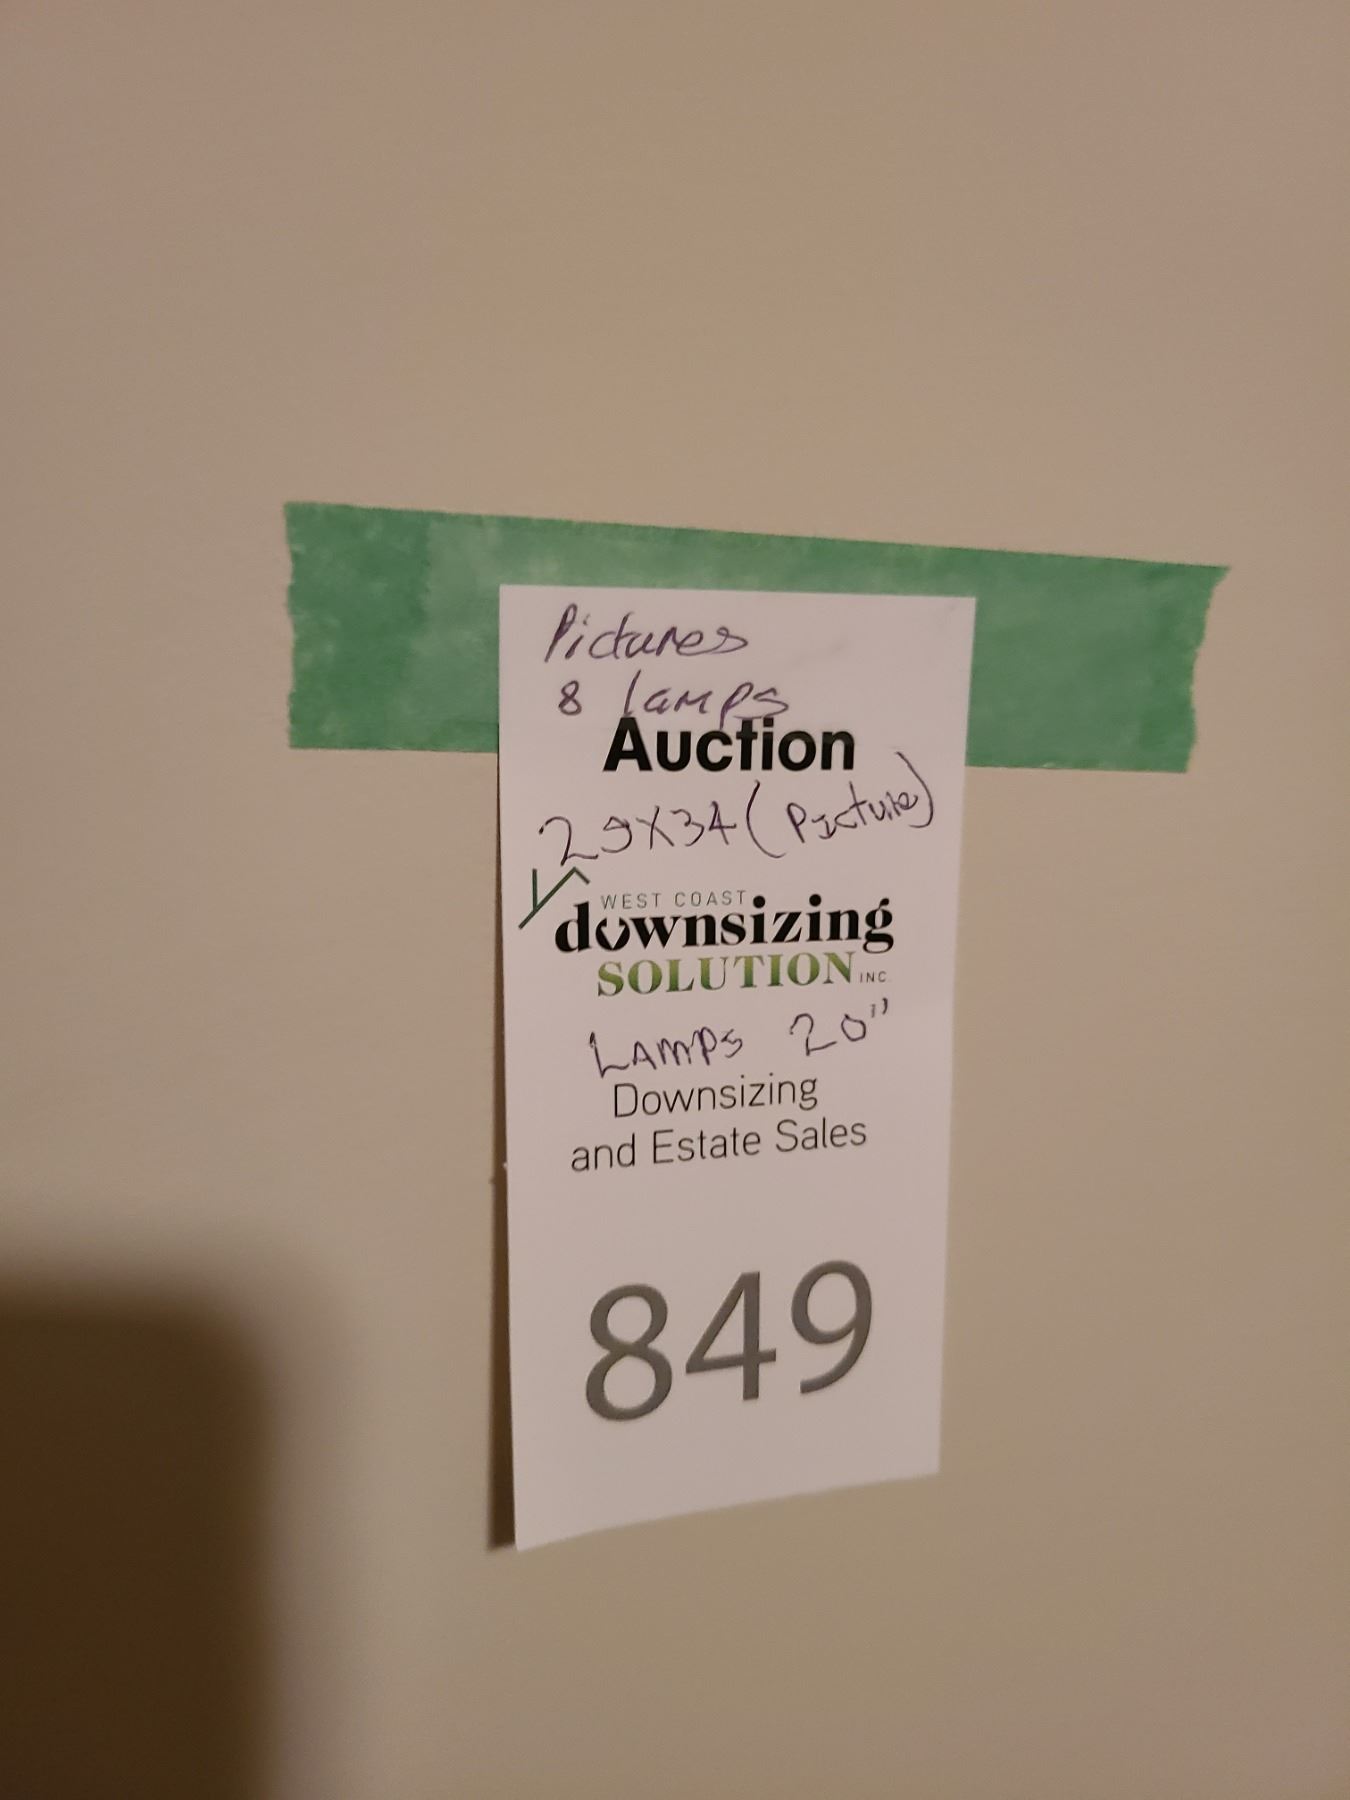 Pictures
8 lamps
Auction
29x34 (Picture)
WEST COAST
downsizing
SOLUTION INC.
LAMPS 20"
Downsizing
and Estate Sales
849